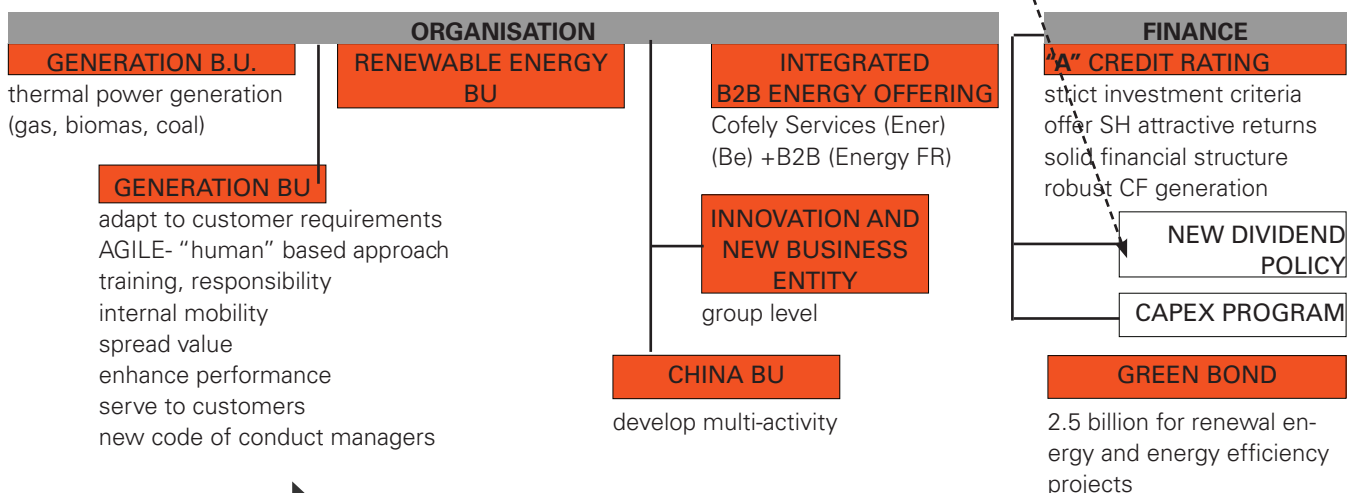 ORGANISATION
GENERATION B.U.
thermal power generation
(gas, biomas, coal)
GENERATION BU
adapt to customer requirements
AGILE- “human” based approach
training, responsibility
internal mobility
spread value
enhance performance
serve to customers
new code of conduct managers
RENEWABLE ENERGY
BU
INTEGRATED
B2B ENERGY OFFERING
Cofely Services (Ener)
(Be) +B2B (Energy FR)
INNOVATION AND
NEW BUSINESS
ENTITY
group level
CHINA BU
develop multi-activity
FINANCE
“A” CREDIT RATING
strict investment criteria
offer SH attractive returns
solid financial structure
robust CF generation
NEW DIVIDEND
POLICY
CAPEX PROGRAM
GREEN BOND
2.5 billion for renewal en-
ergy and energy efficiency
projects